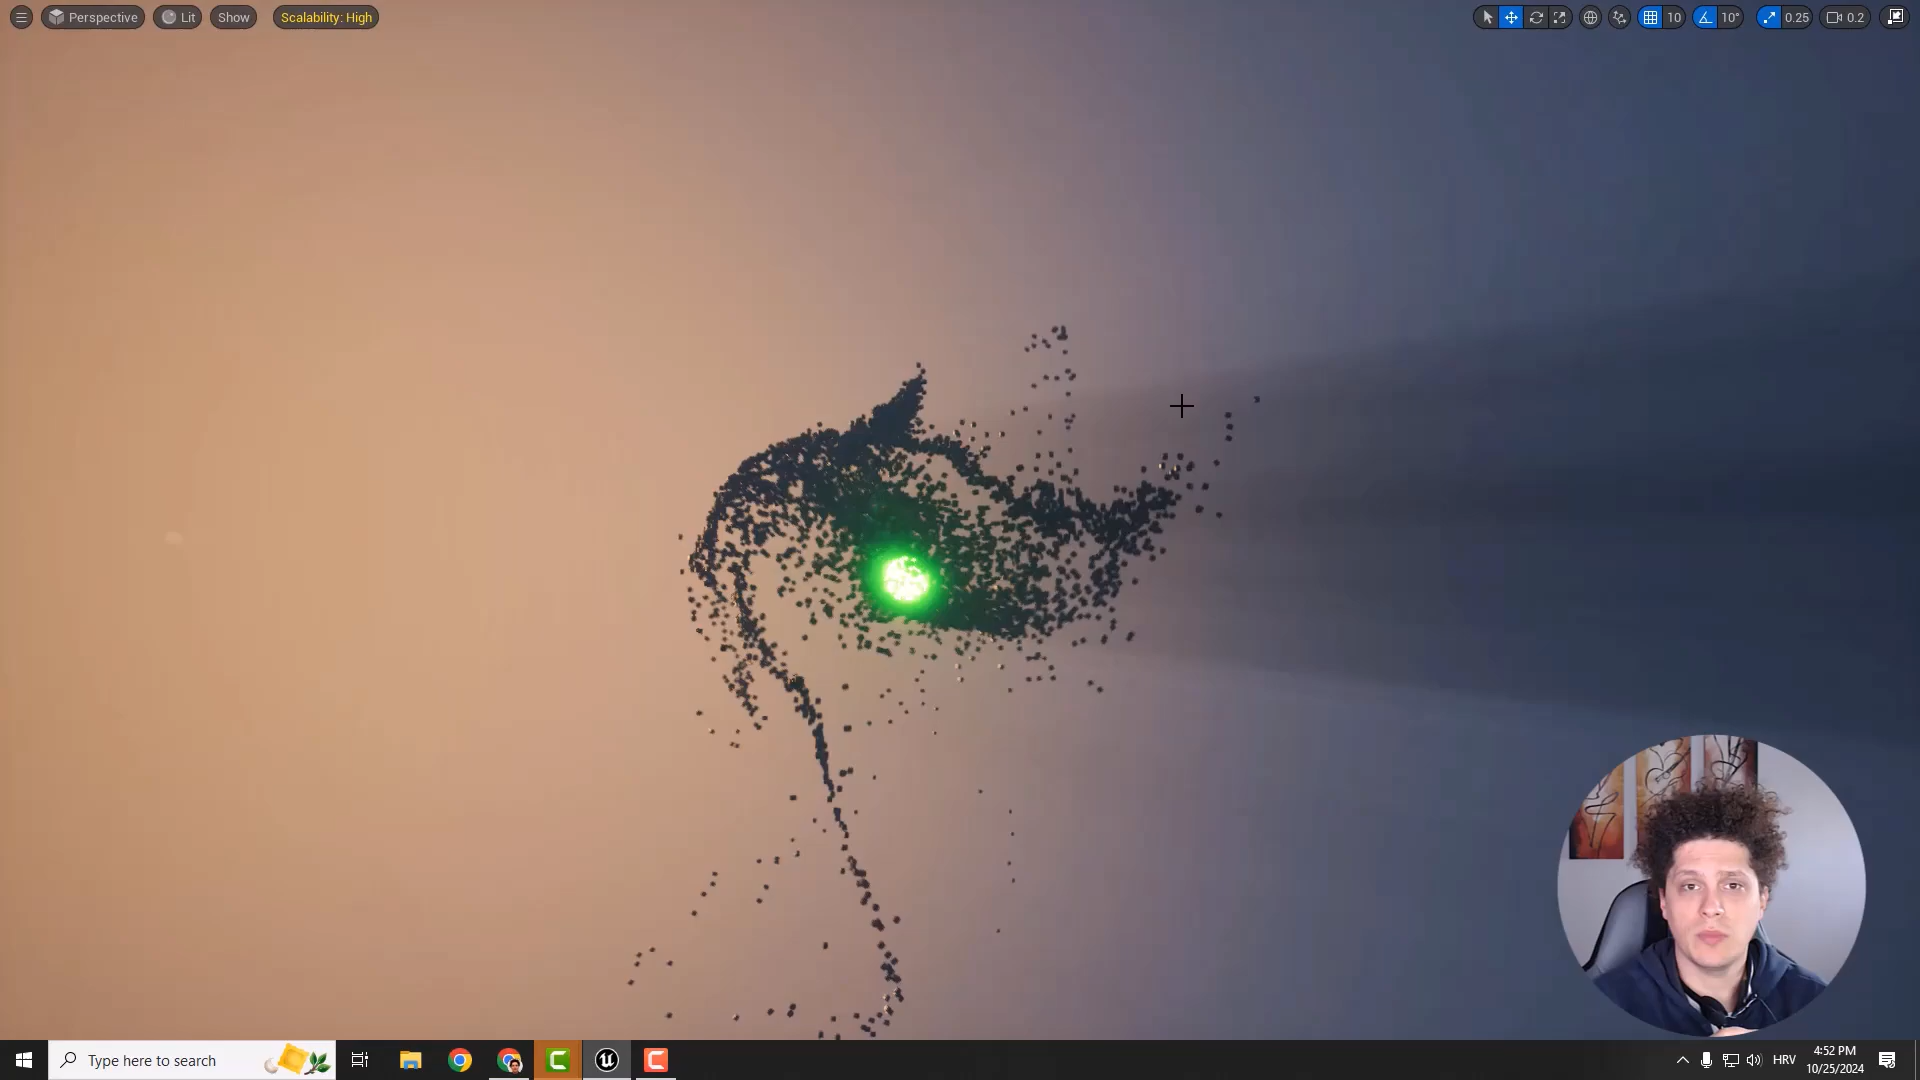 Perspective
Lit
Show
Scalability: High
10
10°
0.25
0.2
Type here to search
HRV
4:52 PM
10/25/2024